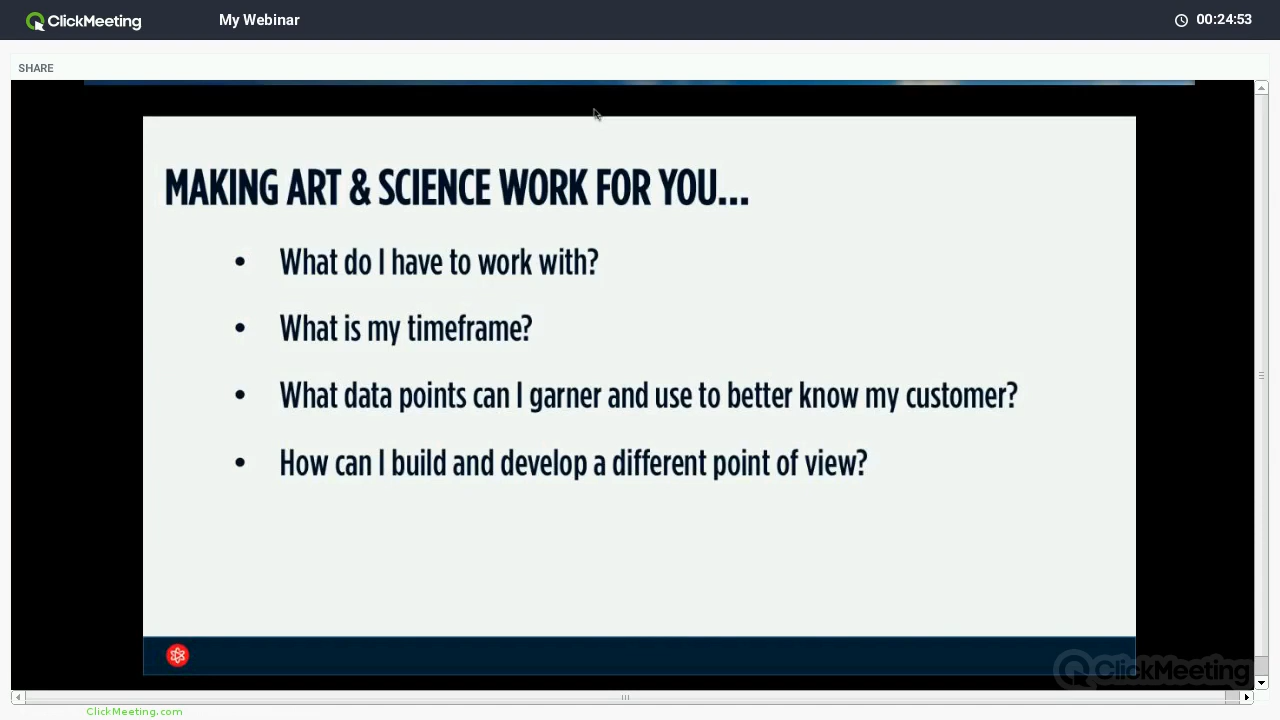 ClickMeeting
My Webinar
00:24:53
SHARE
MAKING ART & SCIENCE WORK FOR YOU...
• What do I have to work with?
• What is my timeframe?
• What data points can I garner and use to better know my customer?
• How can I build and develop a different point of view?
ClickMeeting
ClickMeeting.com